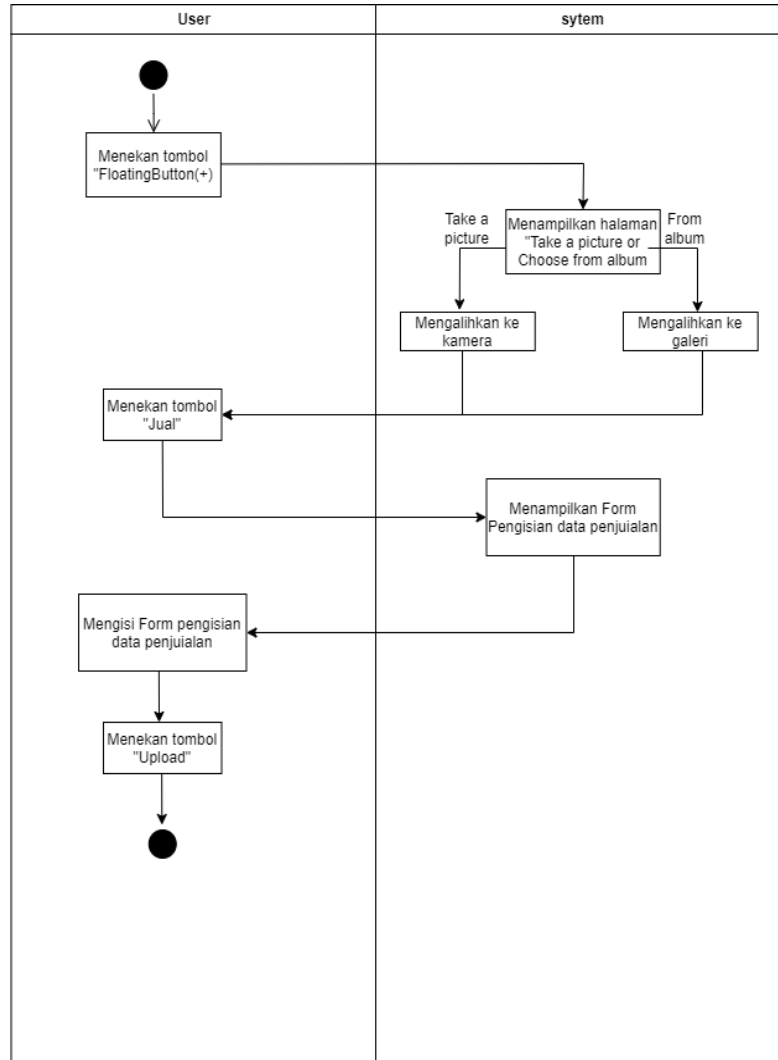 User
sytem
Menekan tombol
"FloatingButton(+)
Take a
picture
Menampilkan halaman
"Take a picture or
Choose from album
From
album
Mengalihkan ke
kamera
Mengalihkan ke
galeri
Menekan tombol
"Jual"
Menampilkan Form
Pengisian data penjuialan
Mengisi Form pengisian
data penjuialan
Menekan tombol
"Upload"